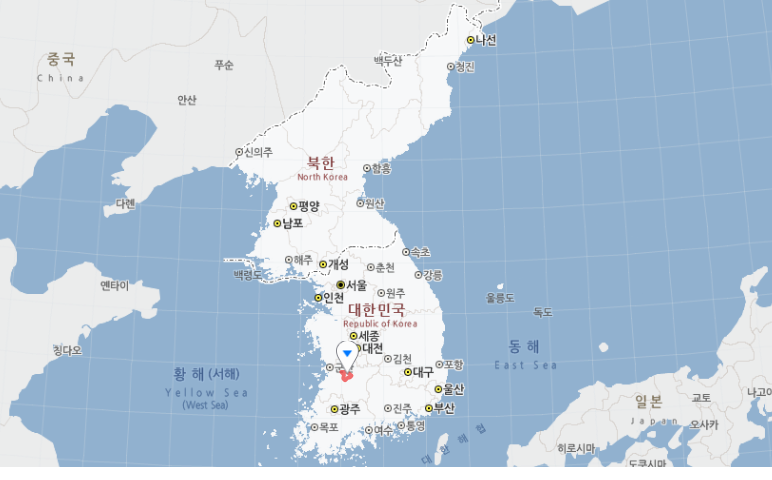 나선
중국
China
푸순
백두산
청진
안산
신의주
북한
North Korea
함흥
다롄
평양
원산
남포
속초
해주
개성
춘천
백령도
강릉
서울
옌타이
인천
원주
울릉도
대한민국
독도
Republic of Korea
세종
동해
칭다오
대전
김천
포항
East Sea
황해 (서해)
대구
Yellow Sea
울산
(West Sea)
일본
교토
나고야
광주
진주
부산
Japan
오사카
목포
여수
통영
대한해협
히로시마
도쿠시마